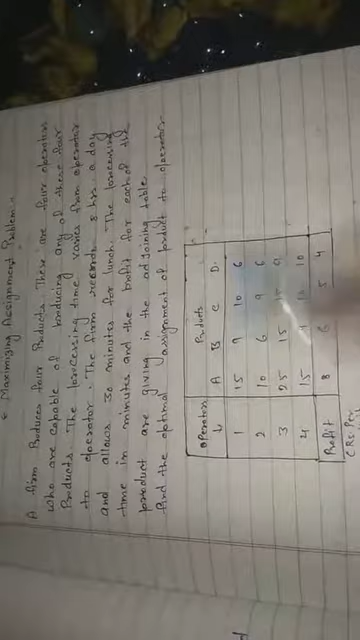 Maximizing Assignment Problem.
A firm Produces four Products. There are four operators
who are capable of producing any of these four
Products. The processing time varies from operator
to operator. The firm records 8 hrs. a day
and allows 30 minutes for lunch. The processing
time in minutes and the profit for each of the
product are giving in the adjoining table.
Find the optimal assignment of product to operator
Operators Products
A B C D.
1 15 9 10 6
2 10 6 9 6
3 25 15 15 9
4 15 9 10 10
Profit 8 6 5 4
(Rs. Per